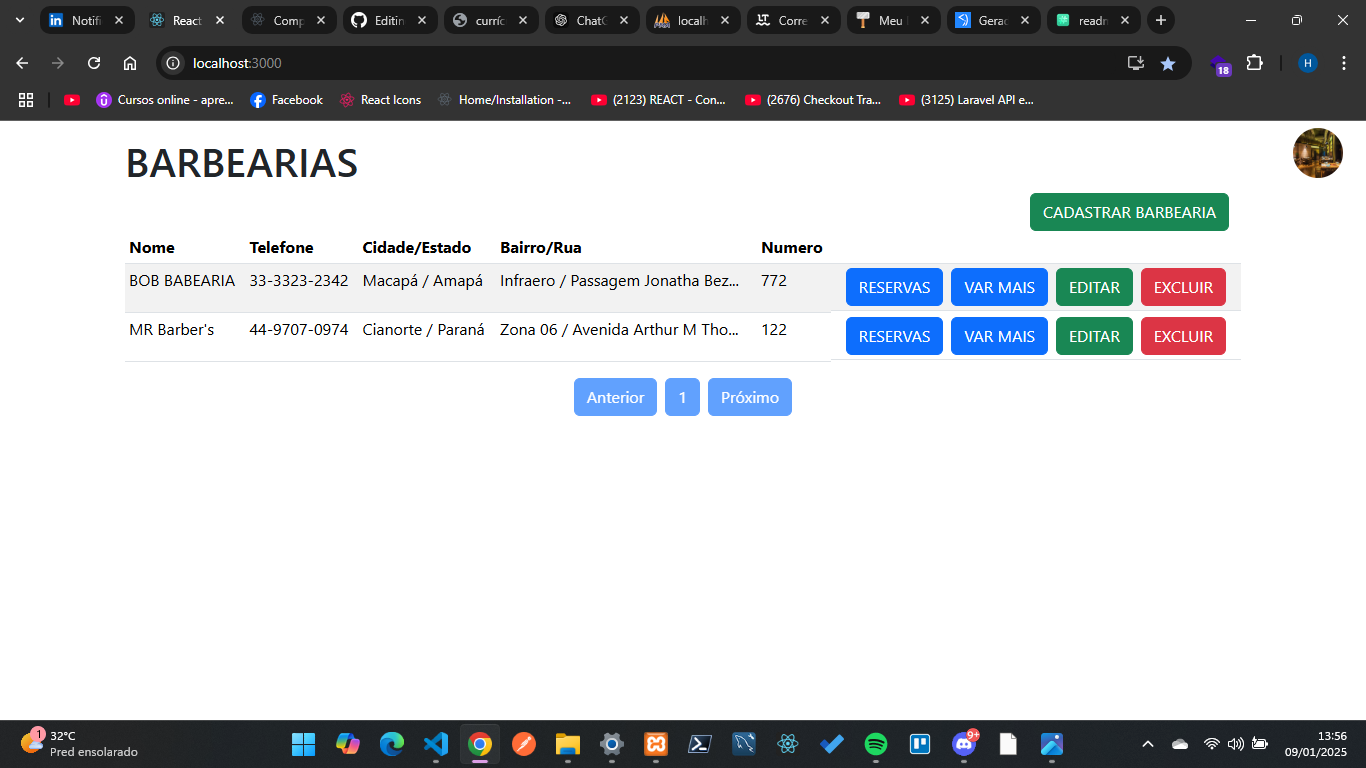 Notifi
React
Comp
Editin
curríc
ChatG
localh
Corre
Meu
Gerac
readn
localhost:3000
18
H
Cursos online - apre...
Facebook
React Icons
Home/Installation -...
(2123) REACT - Con...
(2676) Checkout Tra...
(3125) Laravel API e...
BARBEARIAS
CADASTRAR BARBEARIA
Nome Telefone Cidade/Estado Bairro/Rua Numero
BOB BABEARIA 33-3323-2342 Macapá / Amapá Infraero / Passagem Jonatha Bez... 772 RESERVAS VAR MAIS EDITAR EXCLUIR
MR Barber's 44-9707-0974 Cianorte / Paraná Zona 06 / Avenida Arthur M Tho... 122 RESERVAS VAR MAIS EDITAR EXCLUIR
Anterior 1 Próximo
1
32°C
Pred ensolarado
9+
13:56
09/01/2025